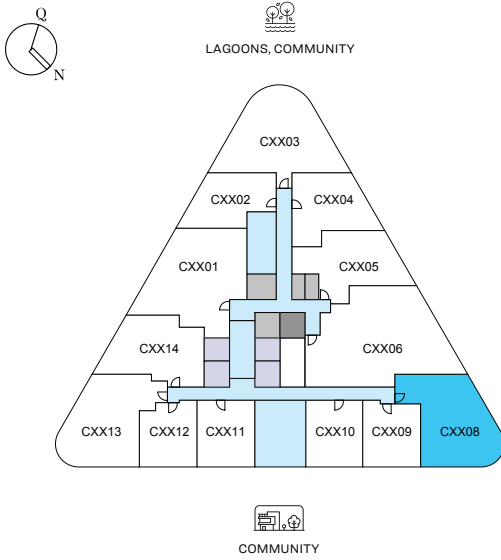 Q
N
LAGOONS, COMMUNITY
CXX03
CXX02
CXX04
CXX01
CXX05
CXX14
CXX06
CXX13
CXX12
CXX11
CXX10
CXX09
CXX08
COMMUNITY